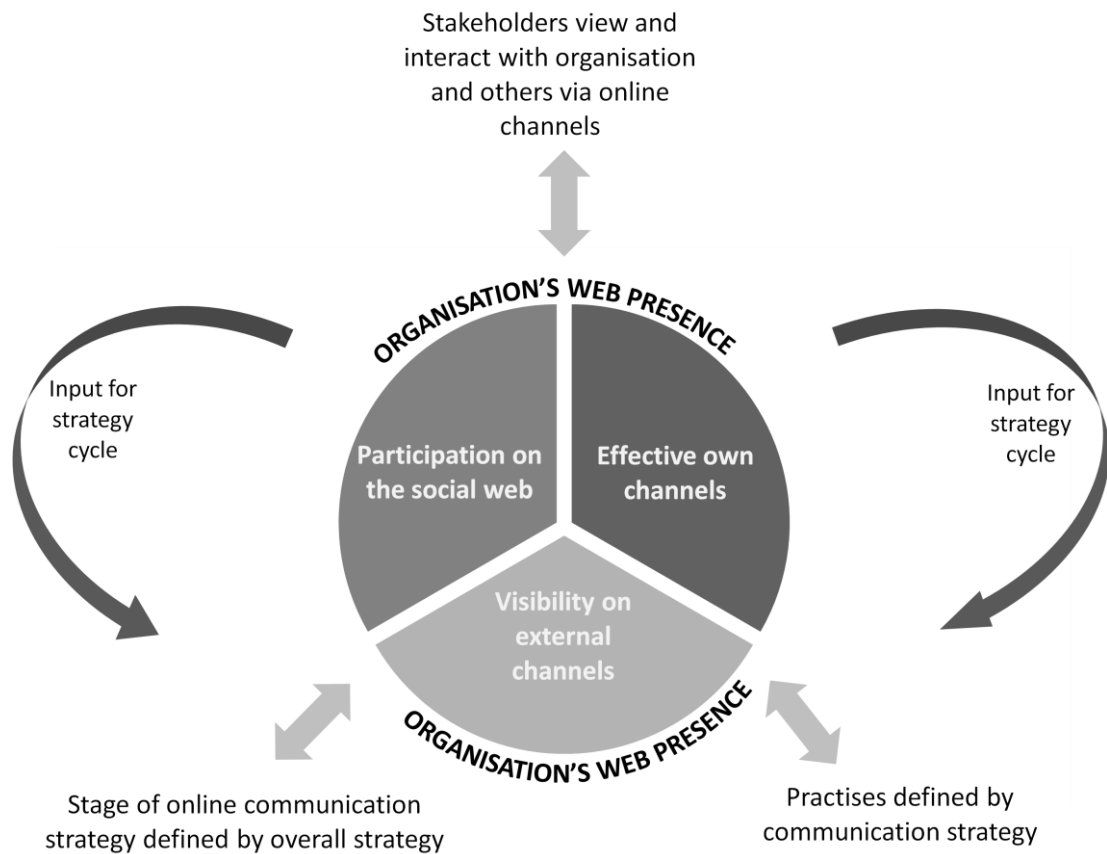 Stakeholders view and
interact with organisation
and others via online
channels
ORGANISATION'S WEB PRESENCE
Input for
strategy
cycle
Input for
strategy
cycle
Participation on
the social web
Effective own
channels
Visibility on
external
channels
ORGANISATION'S WEB PRESENCE
Stage of online communication
strategy defined by overall strategy
Practises defined by
communication strategy